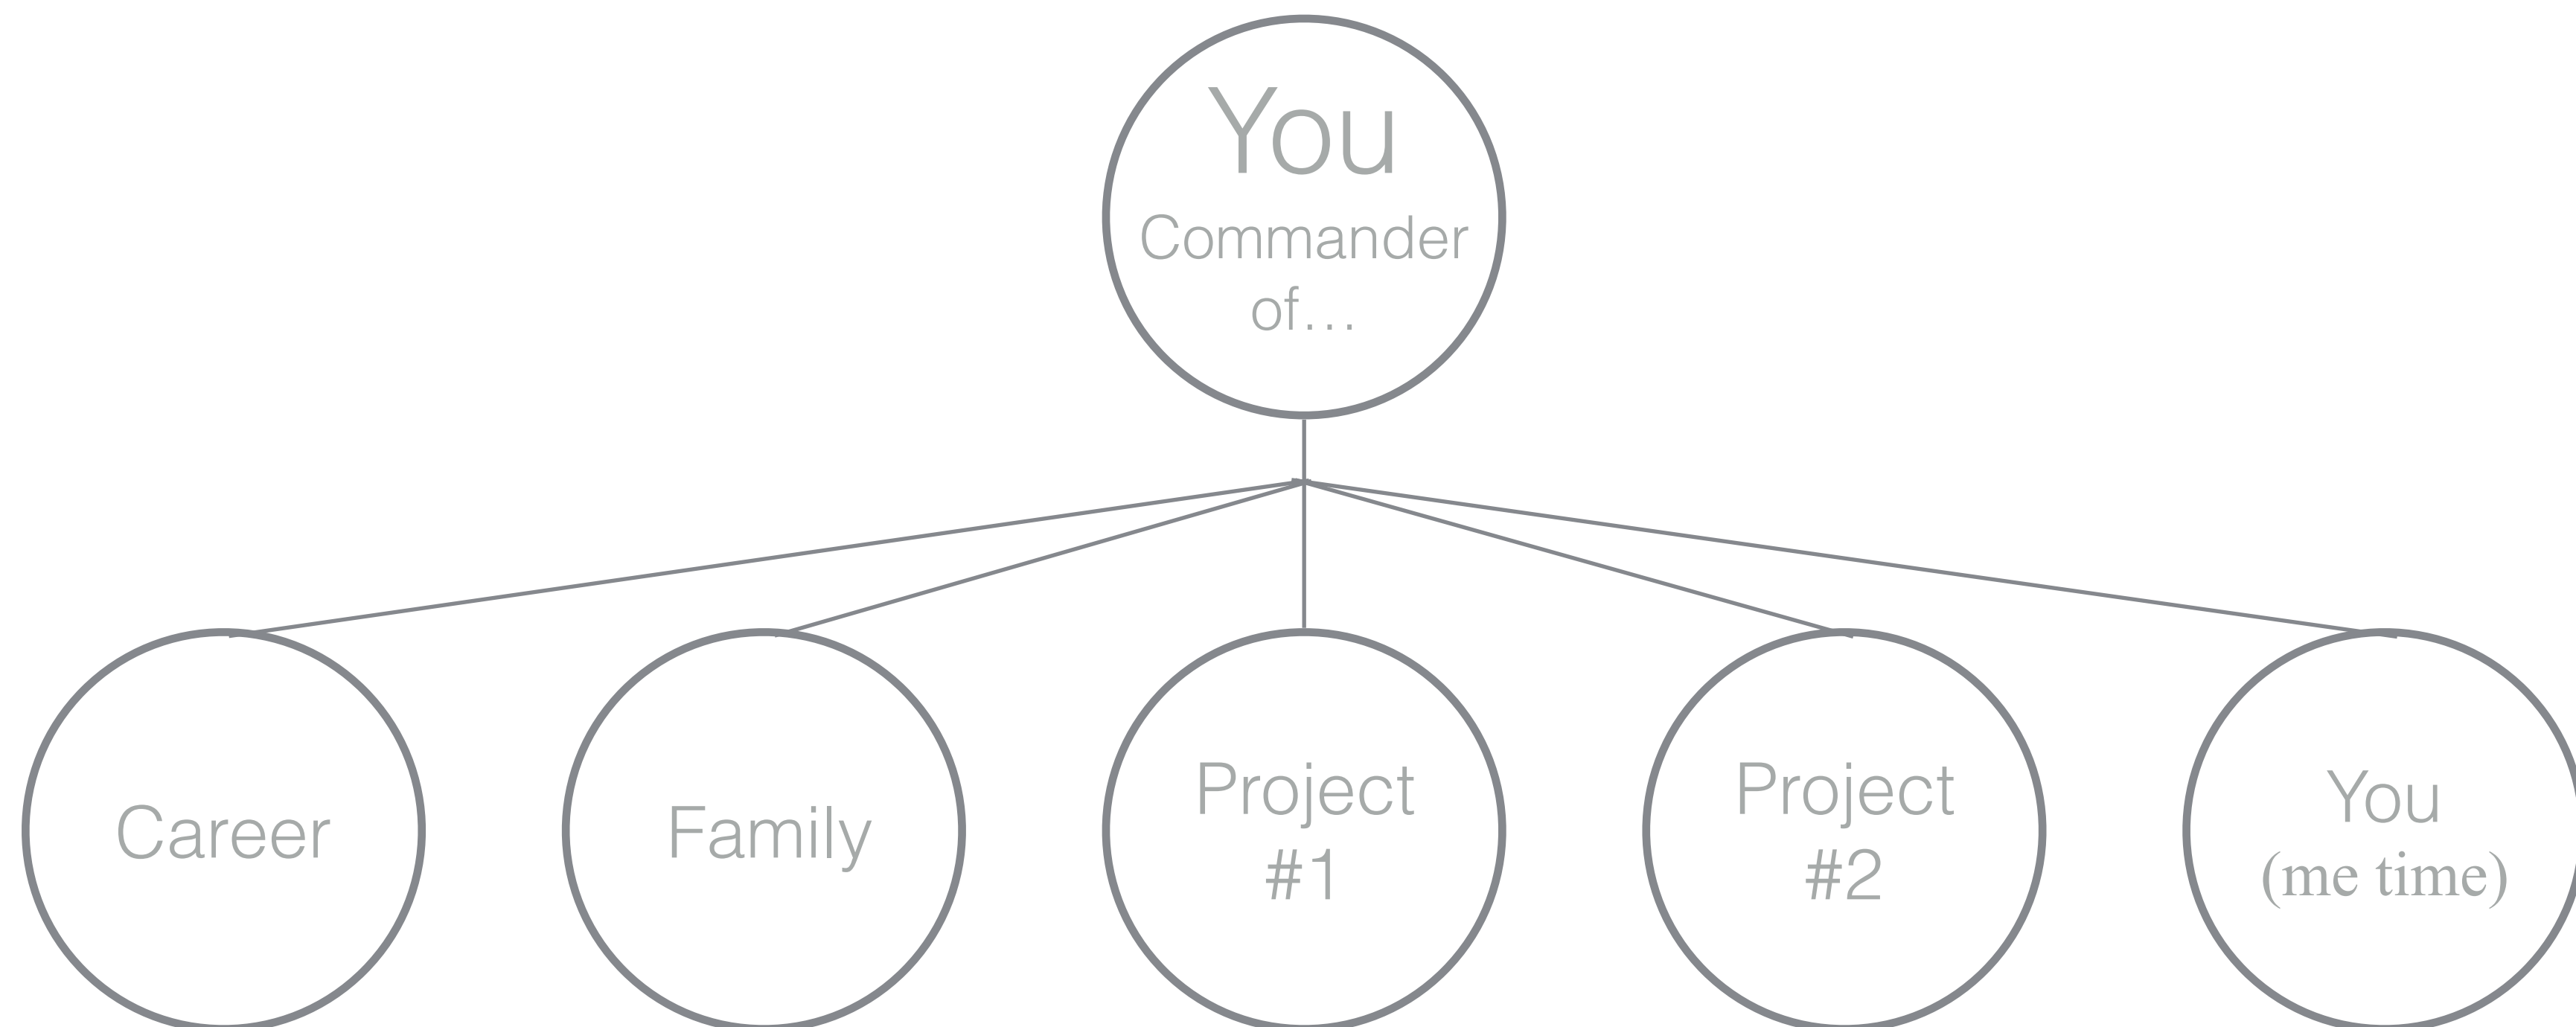 You
Commander
of…
Career
Family
Project
#1
Project
#2
You
(me time)